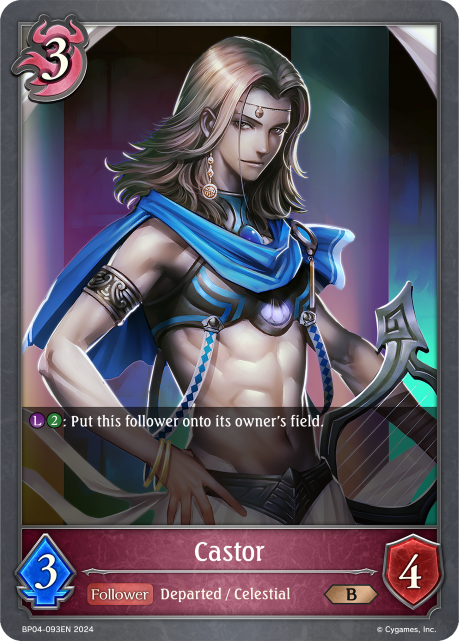 3
L 2: Put this follower onto its owner's field.
Castor
3
Follower Departed / Celestial B
4
BP04-093EN 2024 © Cygames, Inc.